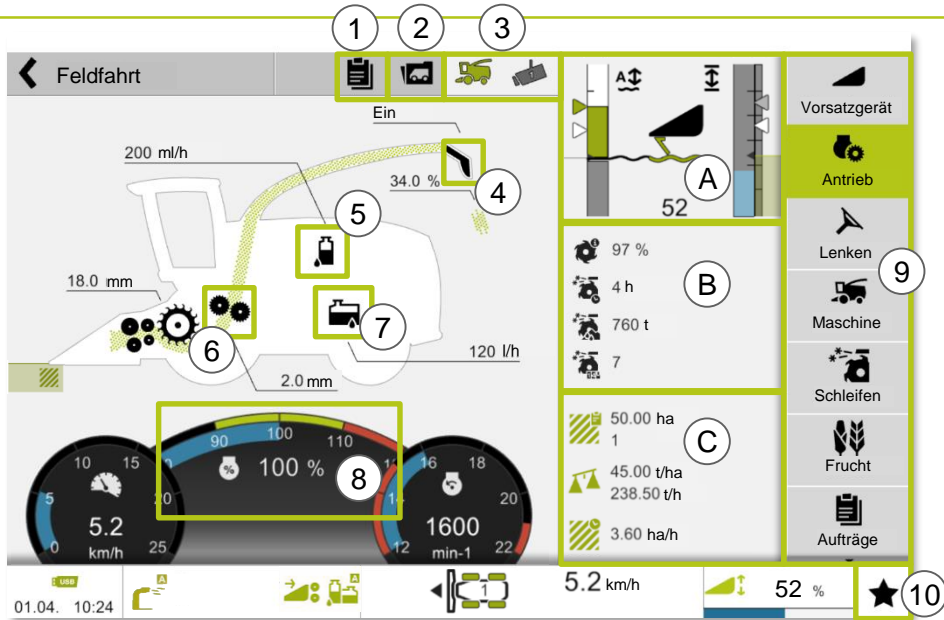 1 2 3
Feldfahrt
Ein
200 ml/h
34.0 %
4
5
18.0 mm
6
7
120 l/h
2.0 mm
90 100 110
100 %
8
5 10 15 20 25 0
5.2
km/h
12 14 16 18 20 22
1600
min-1
A
52
A
B
97 %
4 h
760 t
7
C
50.00 ha
1
45.00 t/ha
238.50 t/h
3.60 ha/h
Vorsatzgerät
Antrieb
Lenken
9
Maschine
Schleifen
Frucht
Aufträge
USB
01.04. 10:24
A
A
1
5.2 km/h
52 %
10